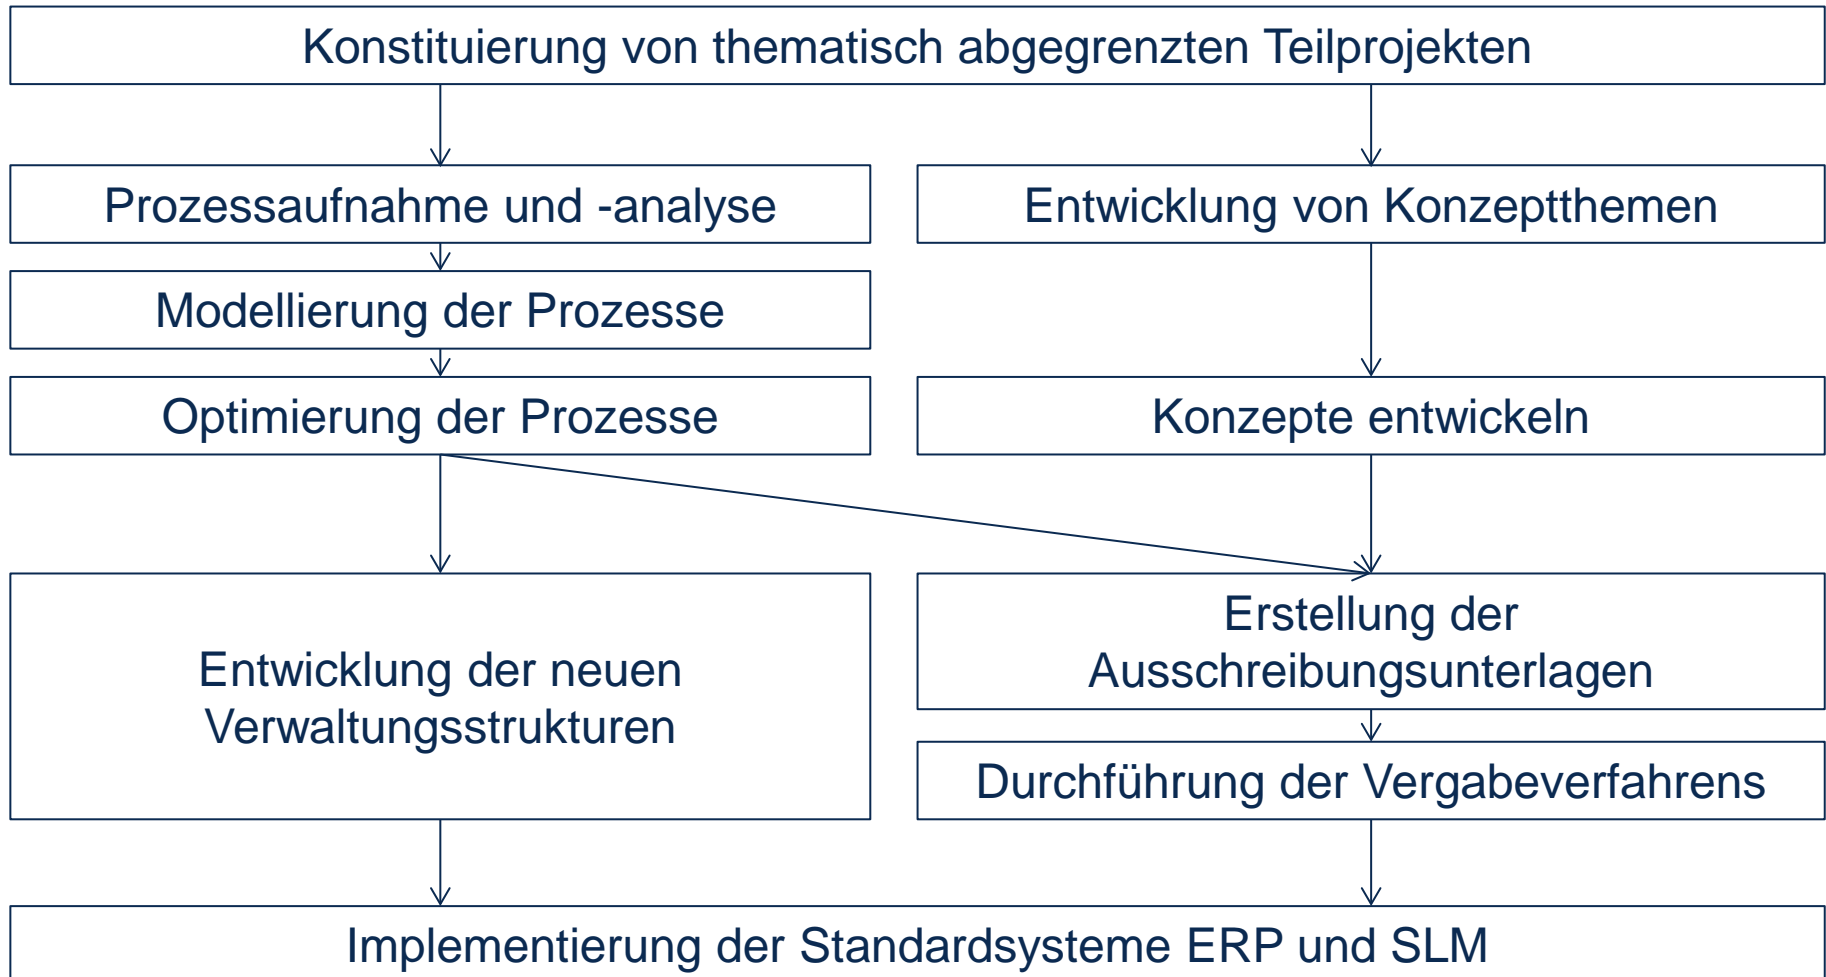 Konstituierung von thematisch abgegrenzten Teilprojekten
Prozessaufnahme und -analyse
Entwicklung von Konzeptthemen
Modellierung der Prozesse
Optimierung der Prozesse
Konzepte entwickeln
Entwicklung der neuen
Verwaltungsstrukturen
Erstellung der
Ausschreibungsunterlagen
Durchführung der Vergabeverfahrens
Implementierung der Standardsysteme ERP und SLM